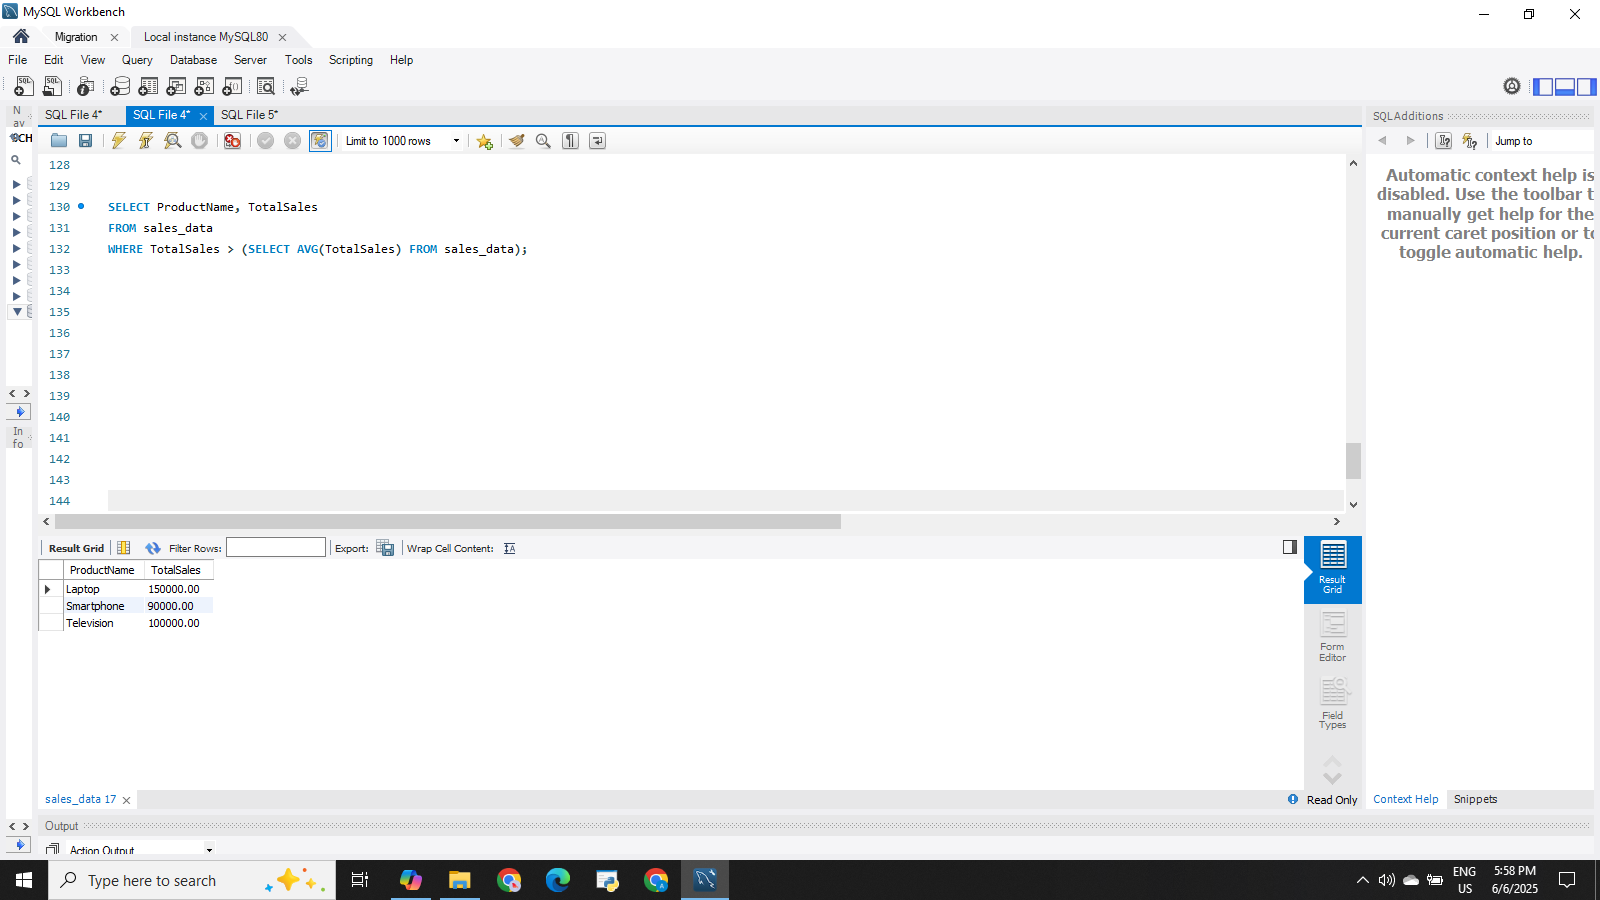 MySQL Workbench
Migration
Local instance MySQL80
File Edit View Query Database Server Tools Scripting Help
SQL File 4*
SQL File 4*
SQL File 5*
SQLAdditions
N
av
CH
Limit to 1000 rows
Jump to
128
129
130 SELECT ProductName, TotalSales
131 FROM sales_data
132 WHERE TotalSales > (SELECT AVG(TotalSales) FROM sales_data);
133
134
135
136
137
138
139
140
141
142
143
144
Automatic context help is
disabled. Use the toolbar t
manually get help for the
current caret position or to
toggle automatic help.
In
fo
Result Grid
Filter Rows:
Export:
Wrap Cell Content:
ProductName TotalSales
Laptop 150000.00
Smartphone 90000.00
Television 100000.00
Result
Grid
Form
Editor
Field
Types
sales_data 17
Read Only
Context Help
Snippets
Output
Action Output
Type here to search
ENG
US
5:58 PM
6/6/2025